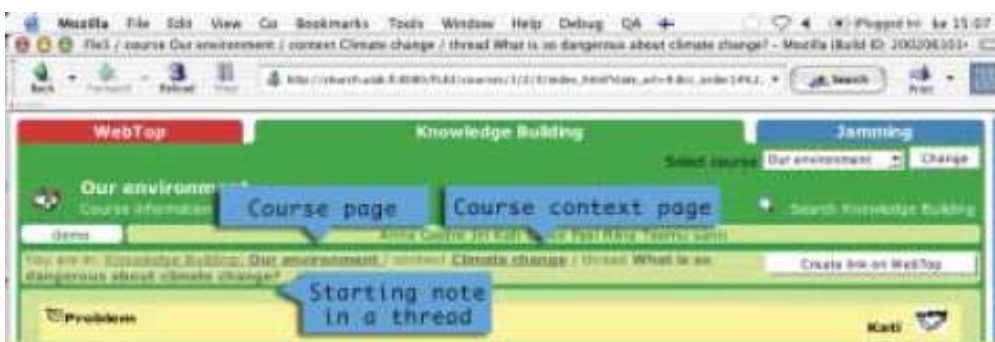 Mozilla File Edit View Go Bookmarks Tools Window Help Debug QA
Fle3 / course Our environment / context Climate change / thread What is so dangerous about climate change? - Mozilla {Build ID:
Back Reload Search Print
WebTop Knowledge Building Jamming
Select course Our environment Change
Our environment
Course information
Search Knowledge Building
Course page
Course context page
demo
You are in: Knowledge Building: Our environment / context Climate change / thread What is so
dangerous about climate change?
Create link on WebTop
Starting note
in a thread
Problem
Kati